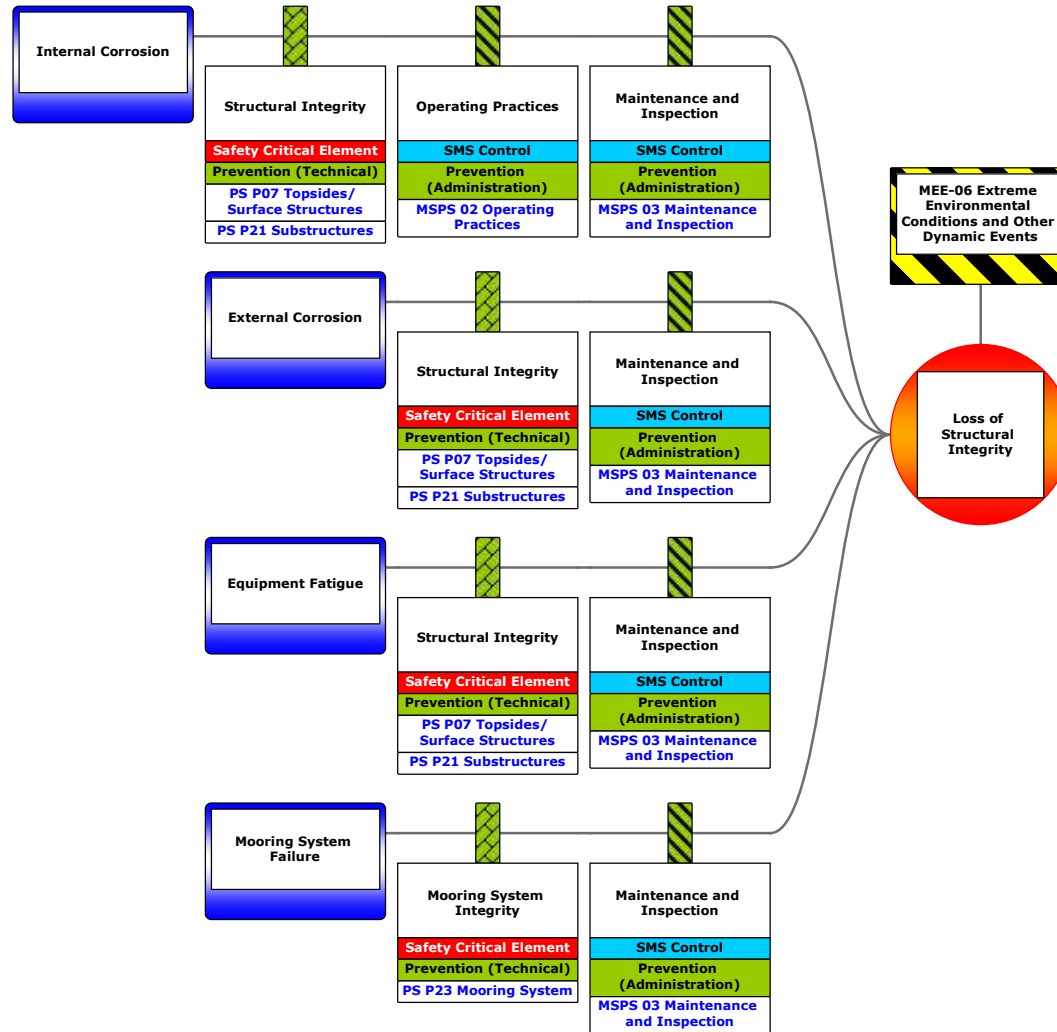 Internal Corrosion
Structural Integrity
Safety Critical Element
Prevention (Technical)
PS P07 Topsides/
Surface Structures
PS P21 Substructures
Operating Practices
SMS Control
Prevention
(Administration)
MSPS 02 Operating
Practices
Maintenance and
Inspection
SMS Control
Prevention
(Administration)
MSPS 03 Maintenance
and Inspection
MEE-06 Extreme
Environmental
Conditions and Other
Dynamic Events
External Corrosion
Structural Integrity
Safety Critical Element
Prevention (Technical)
PS P07 Topsides/
Surface Structures
PS P21 Substructures
Maintenance and
Inspection
SMS Control
Prevention
(Administration)
MSPS 03 Maintenance
and Inspection
Loss of
Structural
Integrity
Equipment Fatigue
Structural Integrity
Safety Critical Element
Prevention (Technical)
PS P07 Topsides/
Surface Structures
PS P21 Substructures
Maintenance and
Inspection
SMS Control
Prevention
(Administration)
MSPS 03 Maintenance
and Inspection
Mooring System
Failure
Mooring System
Integrity
Safety Critical Element
Prevention (Technical)
PS P23 Mooring System
Maintenance and
Inspection
SMS Control
Prevention
(Administration)
MSPS 03 Maintenance
and Inspection